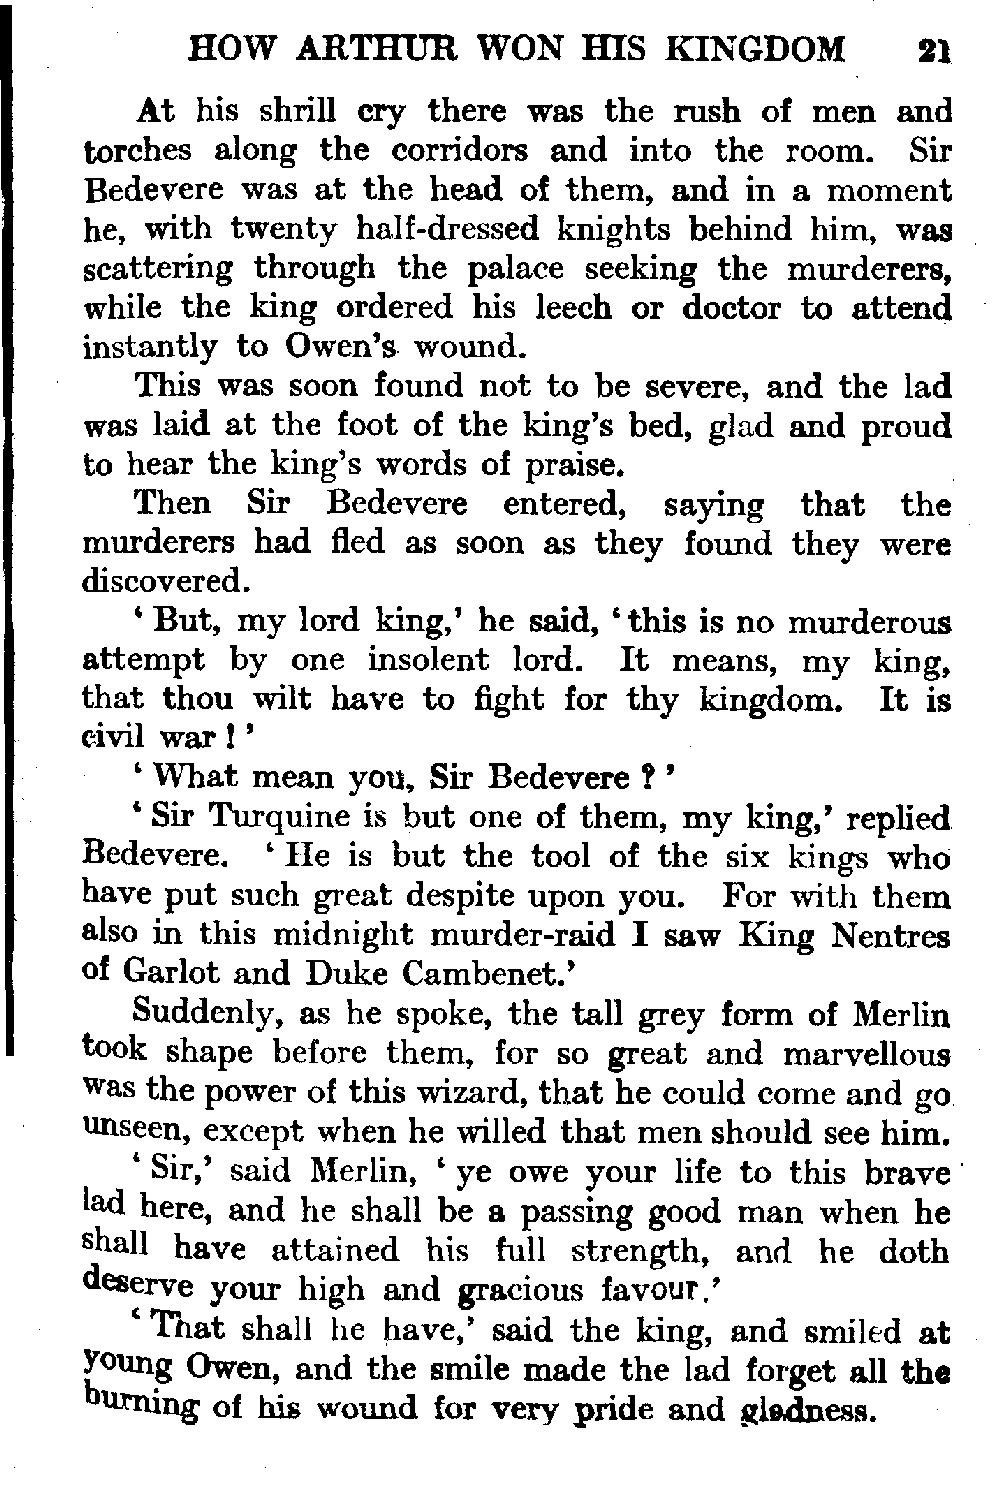 HOW ARTHUR WON HIS KINGDOM 21
At his shrill cry there was the rush of men and
torches along the corridors and into the room. Sir
Bedevere was at the head of them, and in a moment
he, with twenty half-dressed knights behind him, was
scattering through the palace seeking the murderers,
while the king ordered his leech or doctor to attend
instantly to Owen's wound.
This was soon found not to be severe, and the lad
was laid at the foot of the king's bed, glad and proud
to hear the king's words of praise.
Then Sir Bedevere entered, saying that the
murderers had fled as soon as they found they were
discovered.
‘ But, my lord king,’ he said, ‘ this is no murderous
attempt by one insolent lord. It means, my king,
that thou wilt have to fight for thy kingdom. It is
civil war ! ’
‘ What mean you, Sir Bedevere ? ’
‘ Sir Turquine is but one of them, my king,’ replied
Bedevere. ‘ He is but the tool of the six kings who
have put such great despite upon you. For with them
also in this midnight murder-raid I saw King Nentres
of Garlot and Duke Cambenet.’
Suddenly, as he spoke, the tall grey form of Merlin
took shape before them, for so great and marvellous
was the power of this wizard, that he could come and go
unseen, except when he willed that men should see him.
‘ Sir,’ said Merlin, ‘ ye owe your life to this brave
lad here, and he shall be a passing good man when he
shall have attained his full strength, and he doth
deserve your high and gracious favour.’
‘ That shall he have,’ said the king, and smiled at
young Owen, and the smile made the lad forget all the
burning of his wound for very pride and gladness.